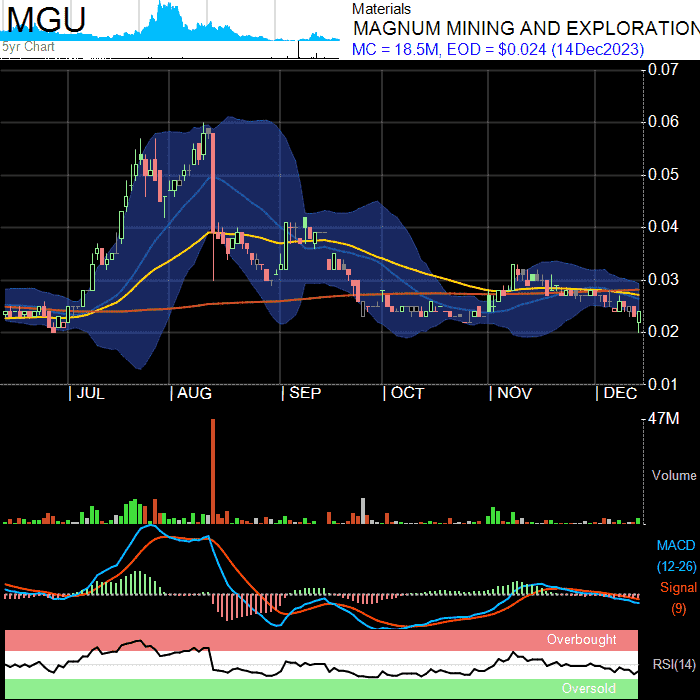 MGU
5yr Chart
Materials
MAGNUM MINING AND EXPLORATION
MC = 18.5M, EOD = $0.024 (14Dec2023)
0.07
0.06
0.05
0.04
0.03
0.02
0.01
JUL AUG SEP OCT NOV DEC
47M
Volume
MACD
(12-26)
Signal
(9)
Overbought
RSI(14)
Oversold